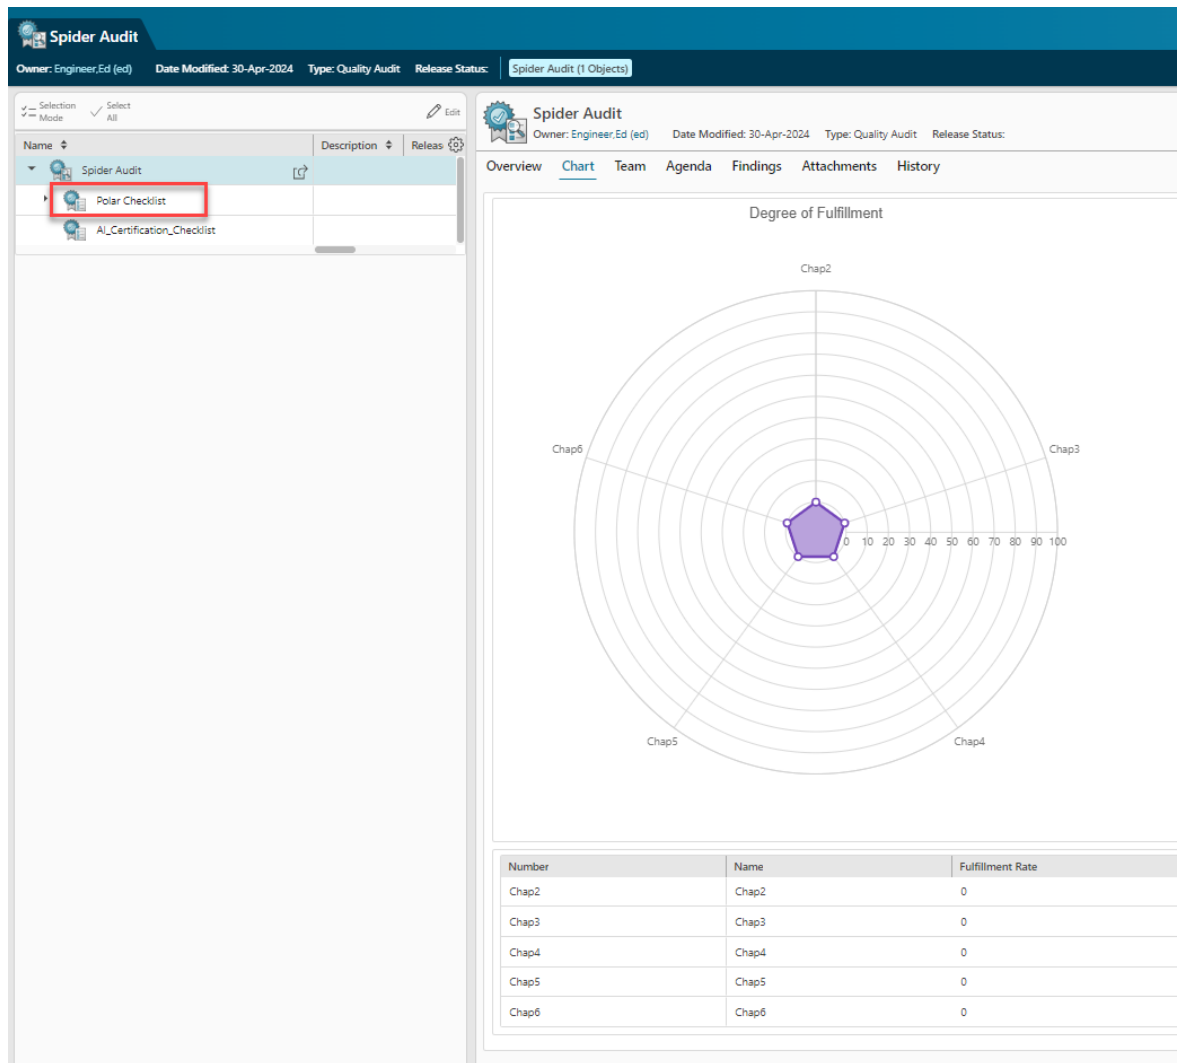 Spider Audit
Owner: Engineer,Ed (ed) Date Modified: 30-Apr-2024 Type: Quality Audit Release Status: Spider Audit (1 Objects)
Selection Mode Select All Edit
Name Description Releas
Spider Audit
Polar Checklist
AI_Certification_Checklist
Spider Audit
Owner: Engineer,Ed (ed) Date Modified: 30-Apr-2024 Type: Quality Audit Release Status:
Overview Chart Team Agenda Findings Attachments History
Degree of Fulfillment
Chap2
Chap6 Chap3
0 10 20 30 40 50 60 70 80 90 100
Chap5 Chap4
Number Name Fulfillment Rate
Chap2 Chap2 0
Chap3 Chap3 0
Chap4 Chap4 0
Chap5 Chap5 0
Chap6 Chap6 0